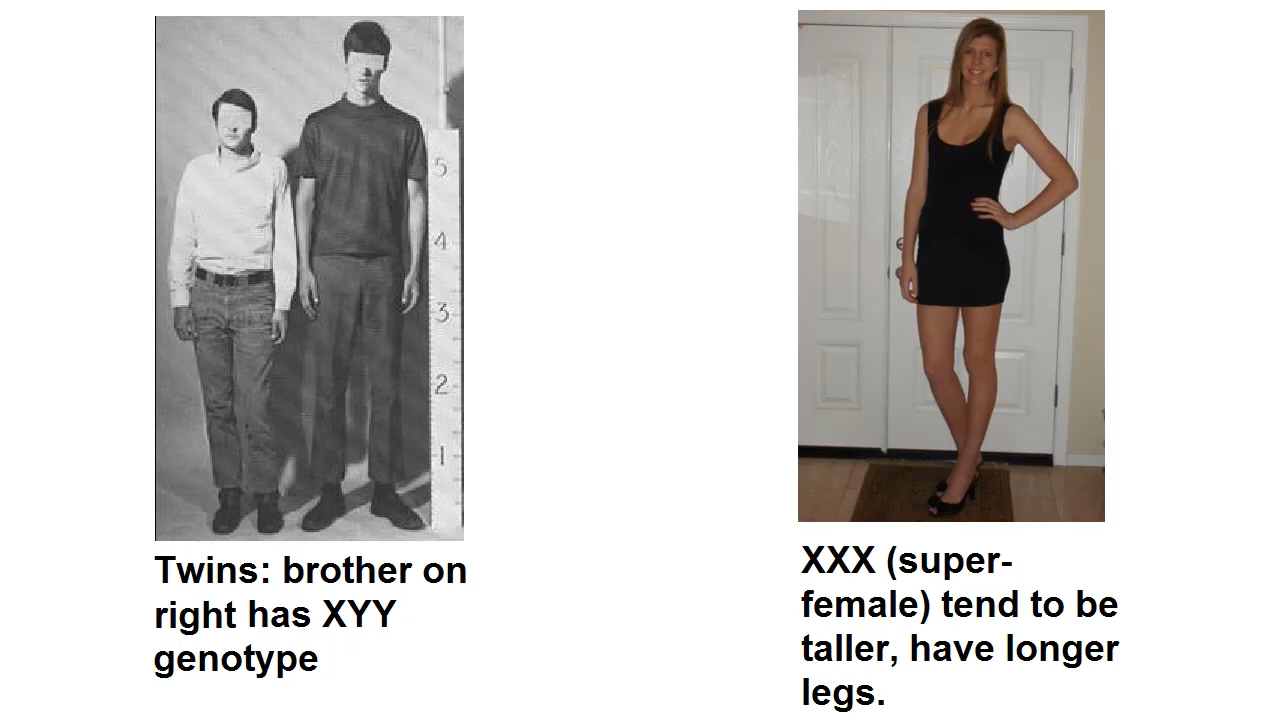 5
4
3
2
1
Twins: brother on
right has XYY
genotype
XXX (super-
female) tend to be
taller, have longer
legs.